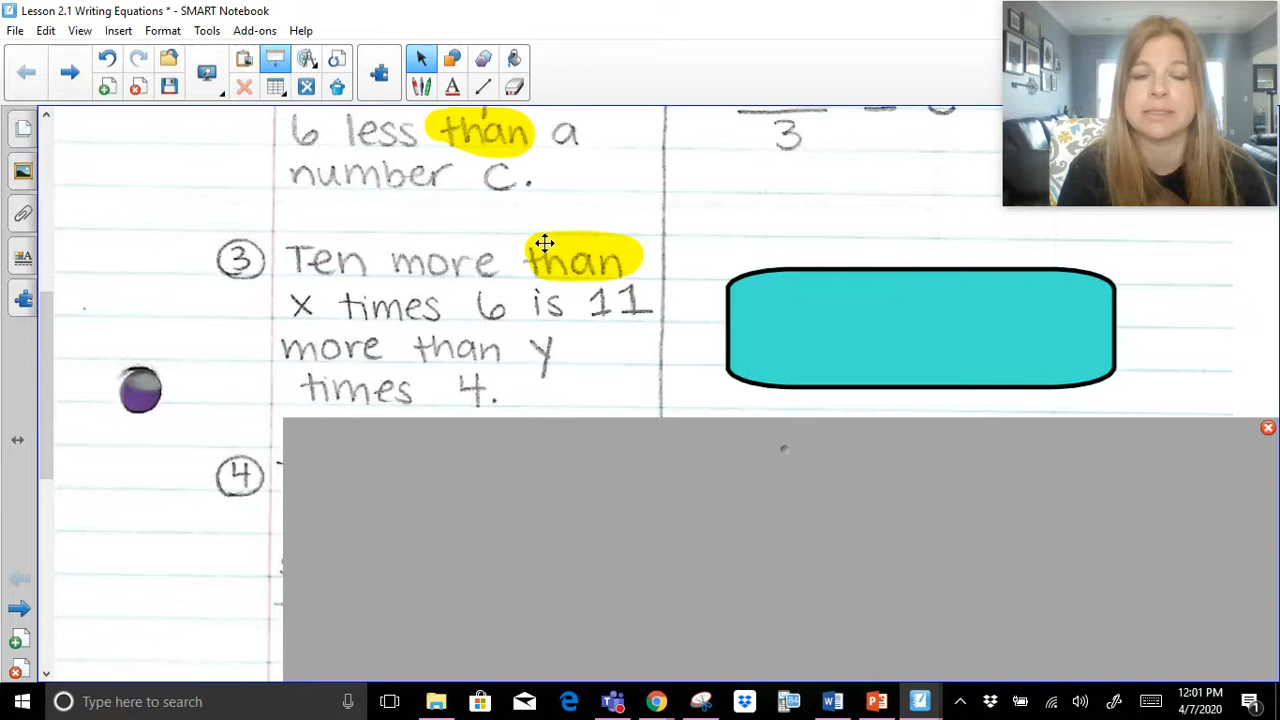 Lesson 2.1 Writing Equations * - SMART Notebook
File Edit View Insert Format Tools Add-ons Help
6 less than a
number c.
3
③ Ten more than
x times 6 is 11
more than y
times 4.
④
Type here to search
12:01 PM
4/7/2020